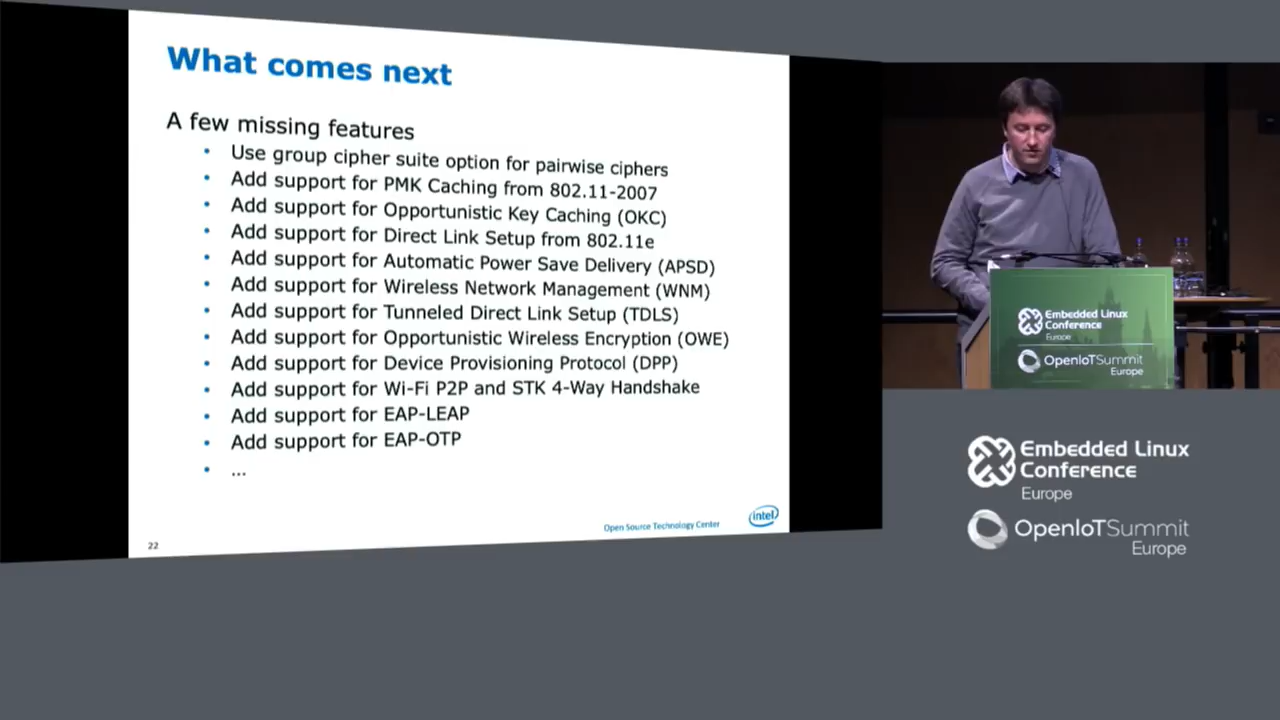 What comes next
A few missing features
• Use group cipher suite option for pairwise ciphers
• Add support for PMK Caching from 802.11-2007
• Add support for Opportunistic Key Caching (OKC)
• Add support for Direct Link Setup from 802.11e
• Add support for Automatic Power Save Delivery (APSD)
• Add support for Wireless Network Management (WNM)
• Add support for Tunneled Direct Link Setup (TDLS)
• Add support for Opportunistic Wireless Encryption (OWE)
• Add support for Device Provisioning Protocol (DPP)
• Add support for Wi-Fi P2P and STK 4-Way Handshake
• Add support for EAP-LEAP
• Add support for EAP-OTP
• ...
Open Source Technology Center
intel
22
Embedded Linux
Conference
Europe
OpenIoTSummit
Europe
Embedded Linux
Conference
Europe
OpenIoTSummit
Europe